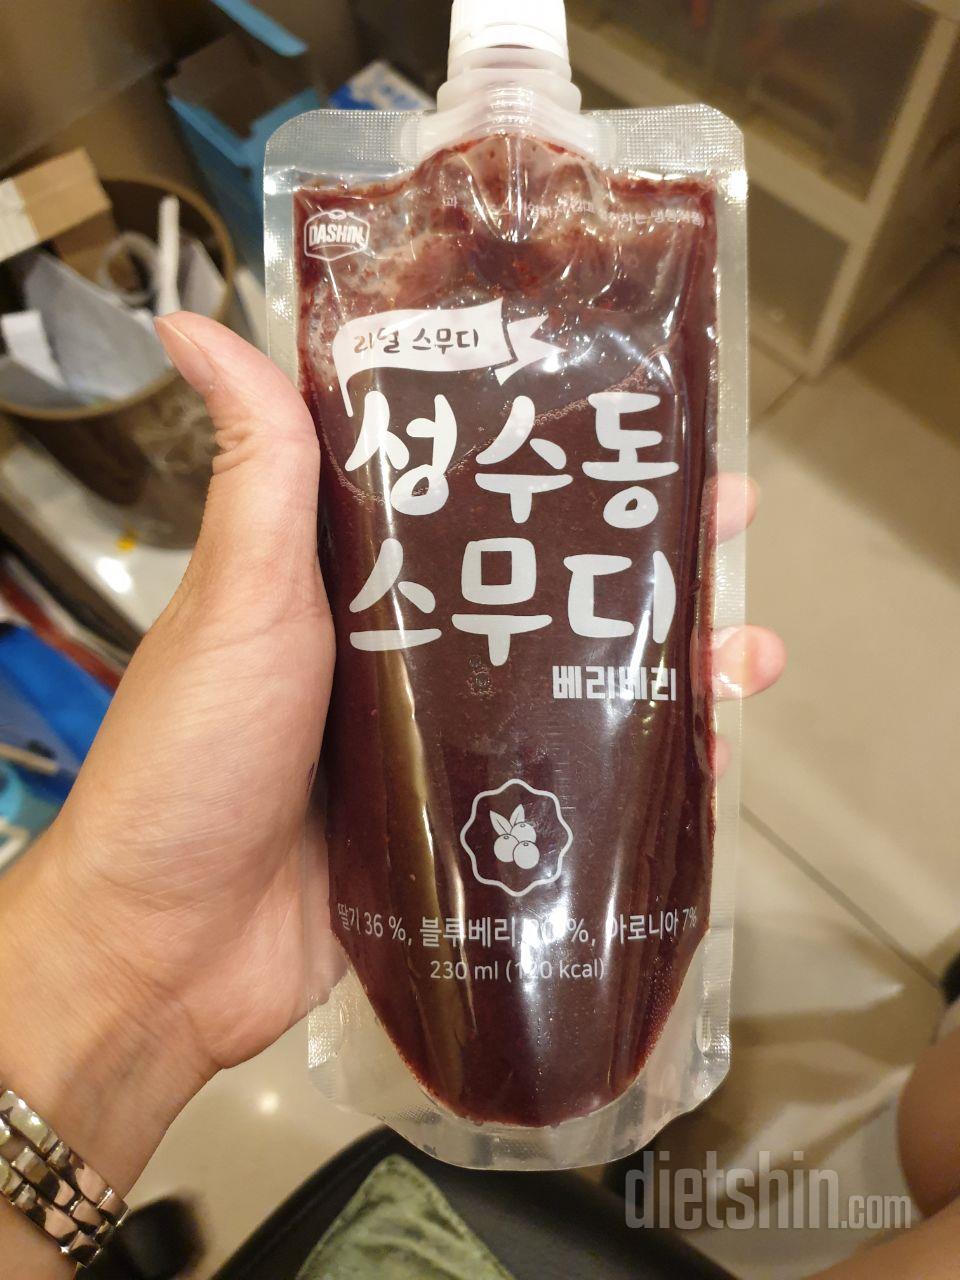 DASHIN
리얼 스무디
성수동
스무디
베리베리
딸기 36 %, 블루베리 %, 아로니아 7%
230 ml (120 kcal)
dietshin.com